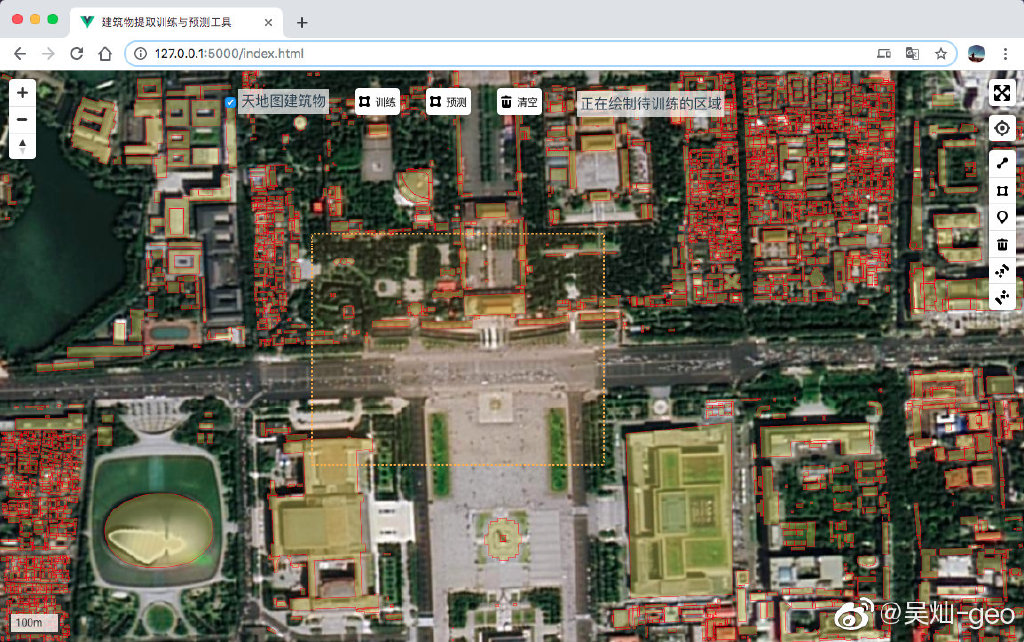 建筑物提取训练与预测工具
127.0.0.1:5000/index.html
天地图建筑物
训练
预测
清空
正在绘制待训练的区域
100m
@吴灿-geo